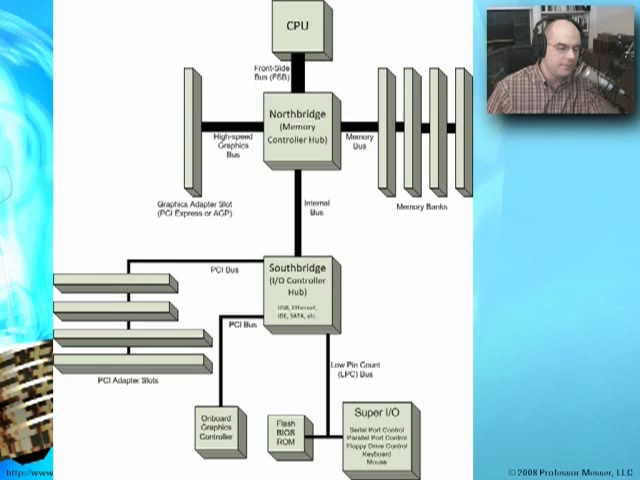 CPU
Front-Side
Bus (FSB)
Northbridge
(Memory
Controller Hub)
High-speed
Graphics
Bus
Memory
Bus
Graphics Adapter Slot
(PCI Express or AGP)
Internal
Bus
Memory Banks
PCI Bus
Southbridge
(I/O Controller
Hub)
USB, Ethernet,
IDE, SATA, etc.
PCI Bus
Low Pin Count
(LPC) Bus
PCI Adapter Slots
Onboard
Graphics
Controller
Flash
BIOS
ROM
Super I/O
Serial Port Control
Parallel Port Control
Floppy Drive Control
Keyboard
Mouse
http://www
©2008 Professor Messer, LLC